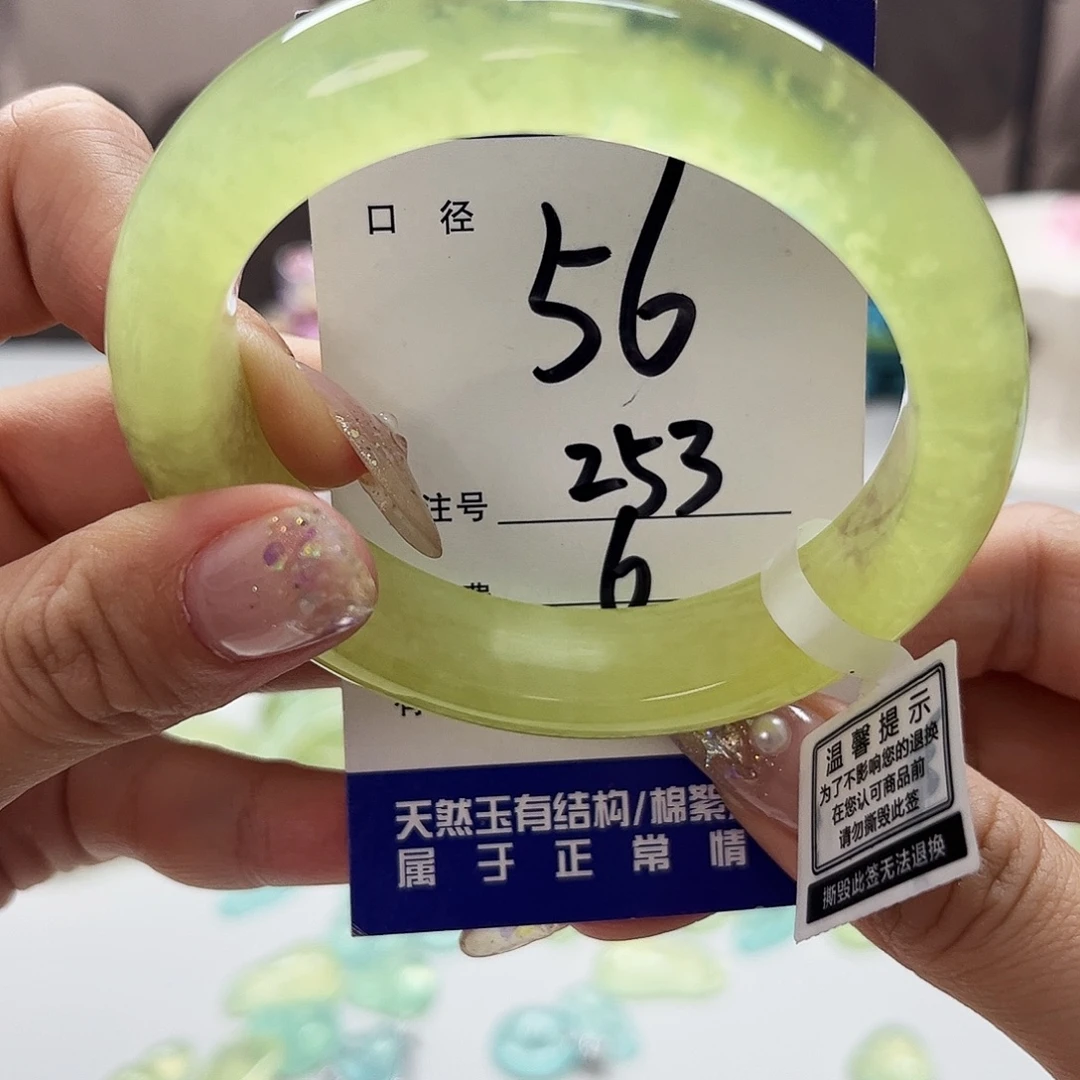 口 径
56
注号 253
6
天然玉有结构/棉絮
属 于 正 常 情
温馨提示
为了不影响您的退换
在您认可商品前
请勿撕毁此签
撕毁此签无法退换